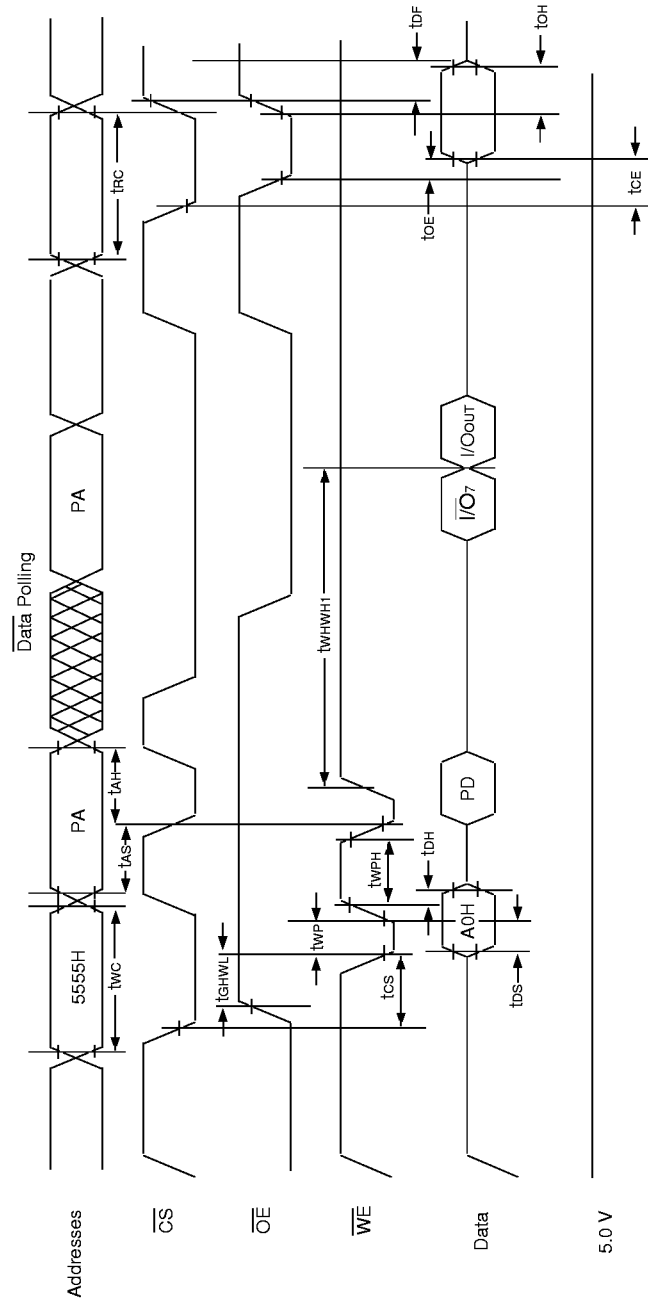 Data Polling
Addresses
5555H
PA
PA
tWC
tAS
tAH
tRC
CS
OE
tGHWL
WE
tCS
tWP
tWPH
tWHWH1
Data
tDS
A0H
tDH
PD
I/O7
I/OOUT
tOE
tCE
tDF
tOH
5.0 V